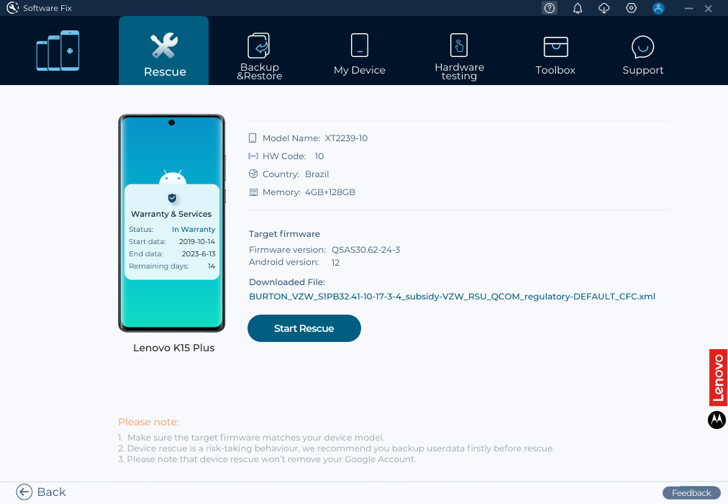 Software Fix
Rescue
Backup
&Restore
My Device
Hardware
testing
Toolbox
Support
Warranty & Services
Status: In Warranty
Start data: 2019-10-14
End data: 2023-6-13
Remaining days: 14
Lenovo K15 Plus
Model Name: XT2239-10
HW Code: 10
Country: Brazil
Memory: 4GB+128GB
Target firmware
Firmware version: QSAS30.62-24-3
Android version: 12
Downloaded File:
BURTON_VZW_S1PB32.41-10-17-3-4_subsidy-VZW_RSU_QCOM_regulatory-DEFAULT_CFC.xml
Start Rescue
Lenovo
Please note:
1. Make sure the target firmware matches your device model.
2. Device rescue is a risk-taking behaviour, we recommend you backup userdata firstly before rescue.
3. Please note that device rescue won't remove your Google Account.
Back
Feedback